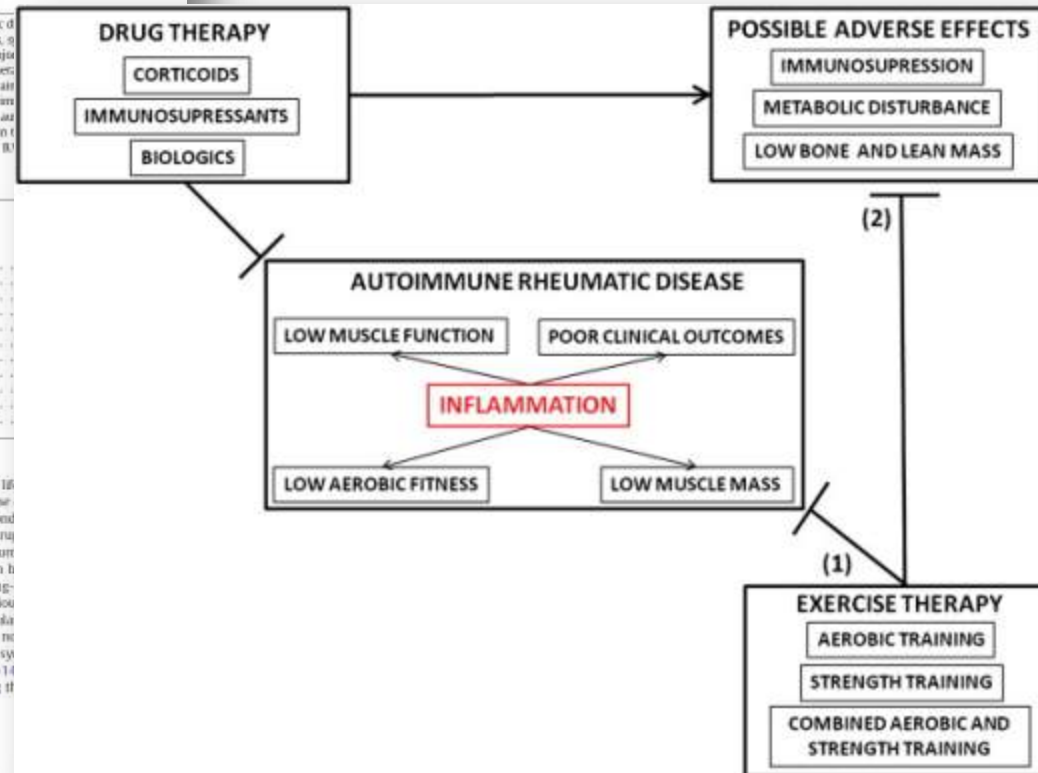 DRUG THERAPY
CORTICOIDS
IMMUNOSUPRESSANTS
BIOLOGICS
POSSIBLE ADVERSE EFFECTS
IMMUNOSUPRESSION
METABOLIC DISTURBANCE
LOW BONE AND LEAN MASS
(2)
AUTOIMMUNE RHEUMATIC DISEASE
LOW MUSCLE FUNCTION
POOR CLINICAL OUTCOMES
INFLAMMATION
LOW AEROBIC FITNESS
LOW MUSCLE MASS
(1)
EXERCISE THERAPY
AEROBIC TRAINING
STRENGTH TRAINING
COMBINED AEROBIC AND
STRENGTH TRAINING